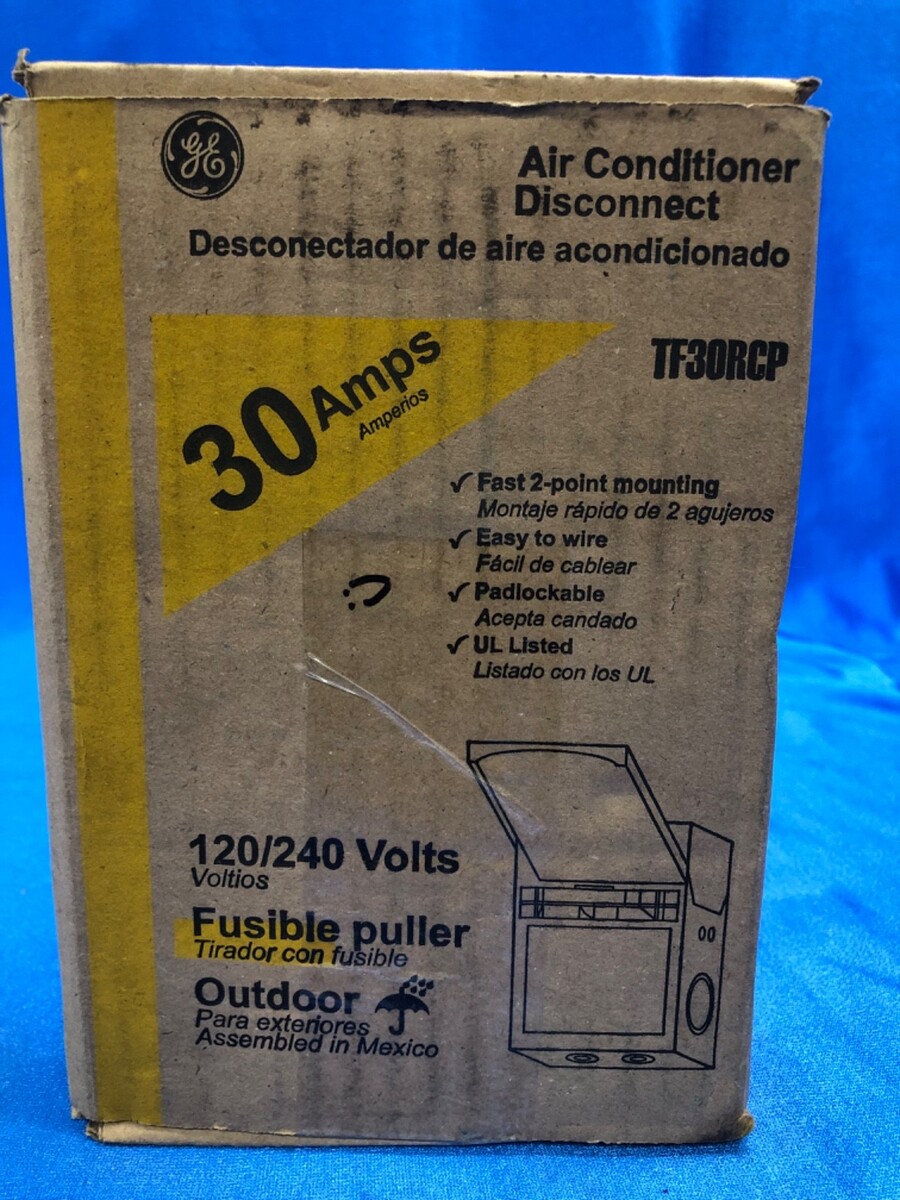 GE
Air Conditioner
Disconnect
Desconectador de aire acondicionado
30 Amps
Amperios
TF30RCP
✓ Fast 2-point mounting
Montaje rápido de 2 agujeros
✓ Easy to wire
Fácil de cablear
✓ Padlockable
Acepta candado
✓ UL Listed
Listado con los UL
120/240 Volts
Voltios
Fusible puller
Tirador con fusible
Outdoor
Para exteriores
Assembled in Mexico